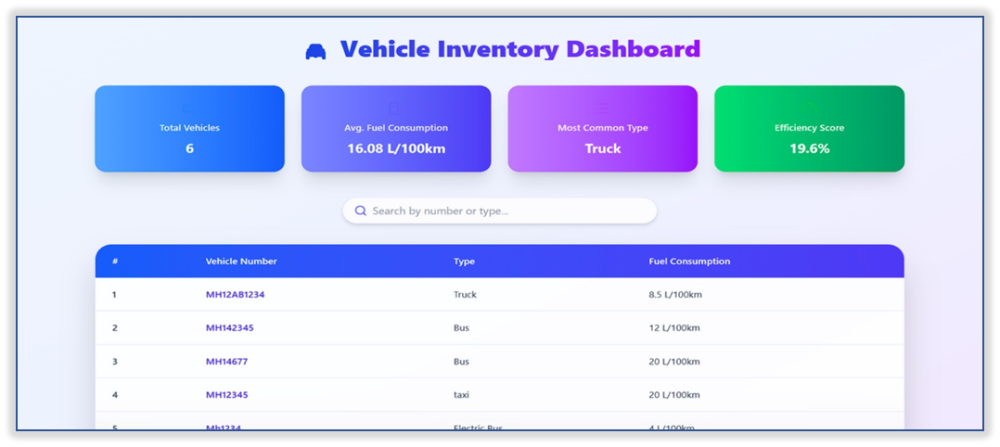 Vehicle Inventory Dashboard
Total Vehicles
6
Avg. Fuel Consumption
16.08 L/100km
Most Common Type
Truck
Efficiency Score
19.6%
Search by number or type...
# Vehicle Number Type Fuel Consumption
1 MH12AB1234 Truck 8.5 L/100km
2 MH142345 Bus 12 L/100km
3 MH14677 Bus 20 L/100km
4 MH12345 taxi 20 L/100km
5 Mh1234 Electric Bus 4 L/100km